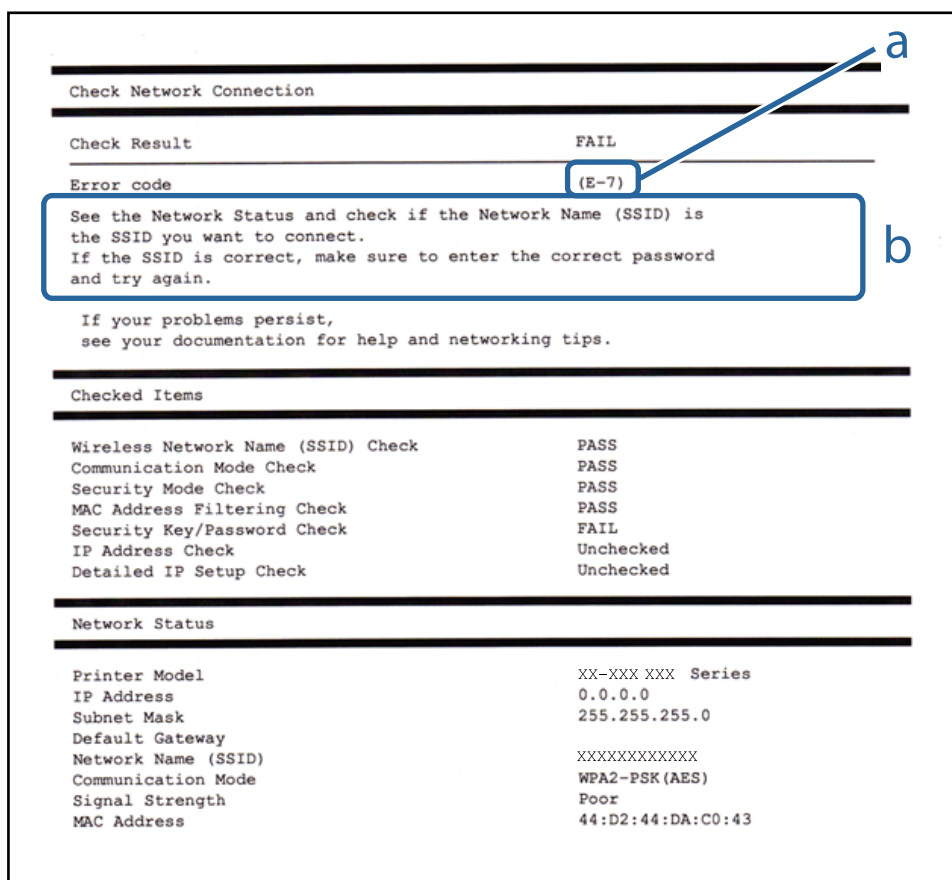 a
Check Network Connection
Check Result FAIL
Error code (E-7)
See the Network Status and check if the Network Name (SSID) is
the SSID you want to connect.
If the SSID is correct, make sure to enter the correct password
and try again.
b
If your problems persist,
see your documentation for help and networking tips.
Checked Items
Wireless Network Name (SSID) Check PASS
Communication Mode Check PASS
Security Mode Check PASS
MAC Address Filtering Check PASS
Security Key/Password Check FAIL
IP Address Check Unchecked
Detailed IP Setup Check Unchecked
Network Status
Printer Model XX-XXX XXX Series
IP Address 0.0.0.0
Subnet Mask 255.255.255.0
Default Gateway
Network Name (SSID) XXXXXXXXXXXX
Communication Mode WPA2-PSK(AES)
Signal Strength Poor
MAC Address 44:D2:44:DA:C0:43